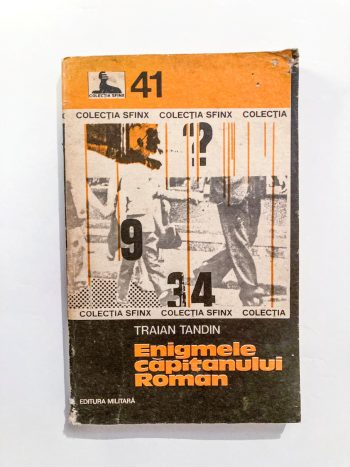 COLECȚIA SFINX
41
COLECȚIA SFINX COLECȚIA SFINX COLECȚIA
?
9
34
COLECȚIA SFINX COLECȚIA SFINX COLECȚIA
TRAIAN TANDIN
Enigmele
căpitanului
Roman
EDITURA MILITARĂ